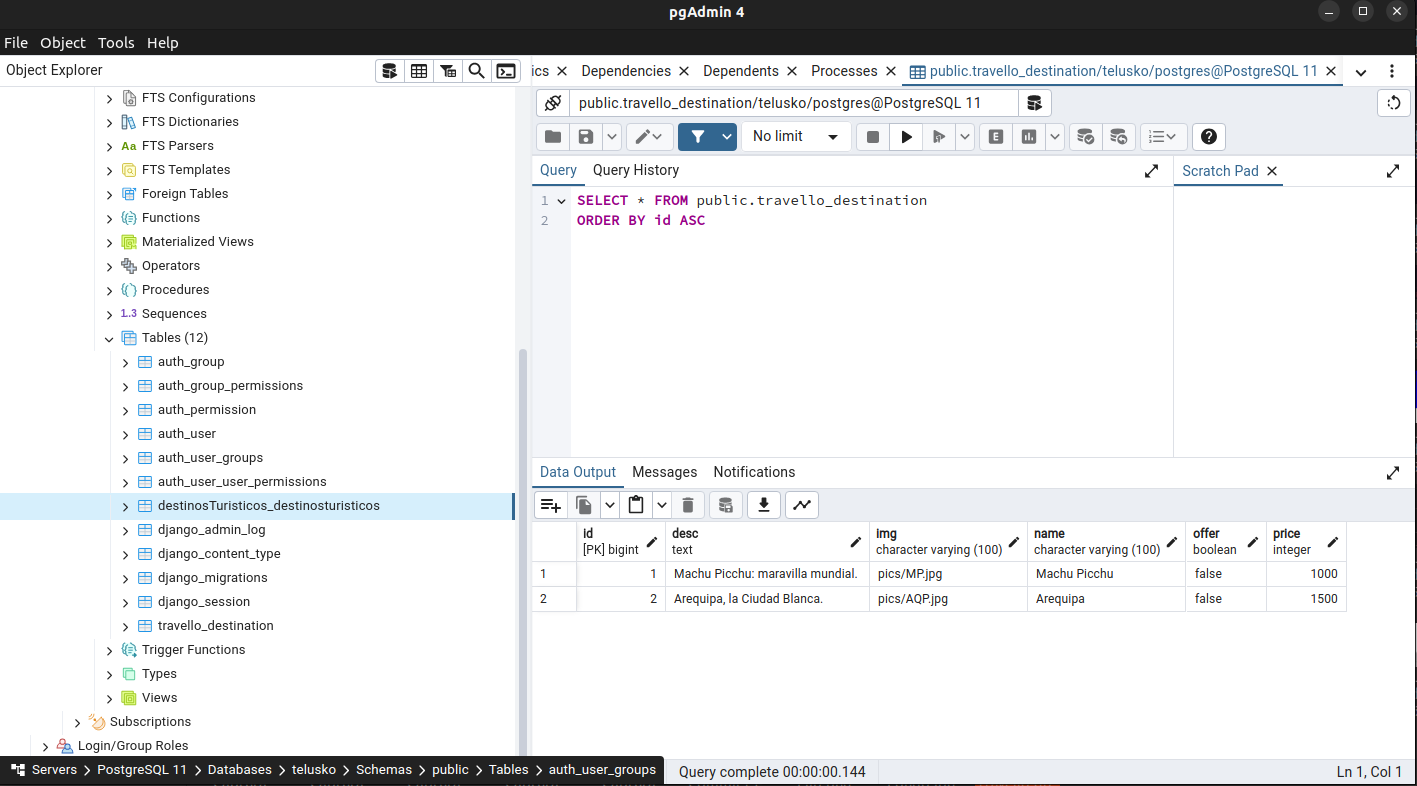 pgAdmin 4
File Object Tools Help
Object Explorer
FTS Configurations
FTS Dictionaries
Aa FTS Parsers
FTS Templates
Foreign Tables
Functions
Materialized Views
Operators
Procedures
1.3 Sequences
Tables (12)
auth_group
auth_group_permissions
auth_permission
auth_user
auth_user_groups
auth_user_user_permissions
destinosTuristicos_destinosturisticos
django_admin_log
django_content_type
django_migrations
django_session
travello_destination
Trigger Functions
Types
Views
Subscriptions
Login/Group Roles
Servers > PostgreSQL 11 > Databases > telusko > Schemas > public > Tables > auth_user_groups
ics Dependencies Dependents Processes public.travello_destination/telusko/postgres@PostgreSQL 11
public.travello_destination/telusko/postgres@PostgreSQL 11
No limit E
Query Query History
1 SELECT * FROM public.travello_destination
2 ORDER BY id ASC
Scratch Pad
Data Output Messages Notifications
id desc img name offer price
[PK] bigint text character varying (100) character varying (100) boolean integer
1 1 Machu Picchu: maravilla mundial. pics/MP.jpg Machu Picchu false 1000
2 2 Arequipa, la Ciudad Blanca. pics/AQP.jpg Arequipa false 1500
Query complete 00:00:00.144
Ln 1, Col 1